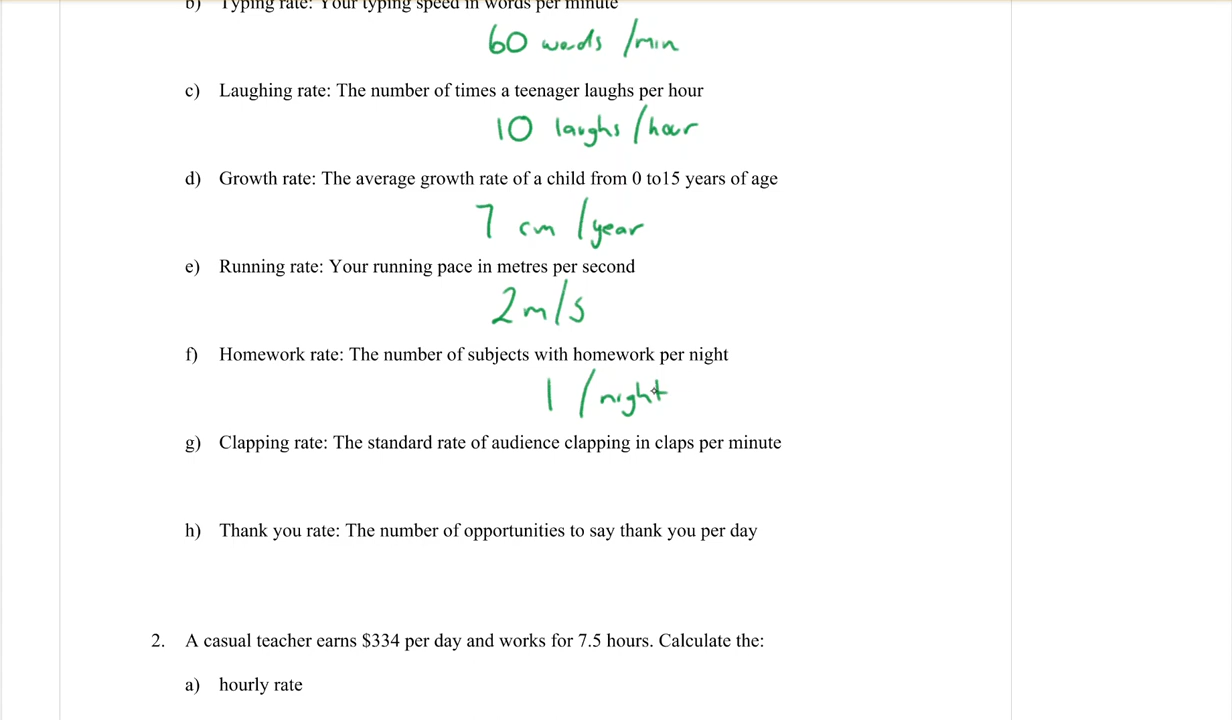 b) Typing rate: Your typing speed in words per minute
60 words /min
c) Laughing rate: The number of times a teenager laughs per hour
10 laughs /hour
d) Growth rate: The average growth rate of a child from 0 to15 years of age
7 cm /year
e) Running rate: Your running pace in metres per second
2m/s
f) Homework rate: The number of subjects with homework per night
1 /night
g) Clapping rate: The standard rate of audience clapping in claps per minute
h) Thank you rate: The number of opportunities to say thank you per day
2. A casual teacher earns $334 per day and works for 7.5 hours. Calculate the:
a) hourly rate